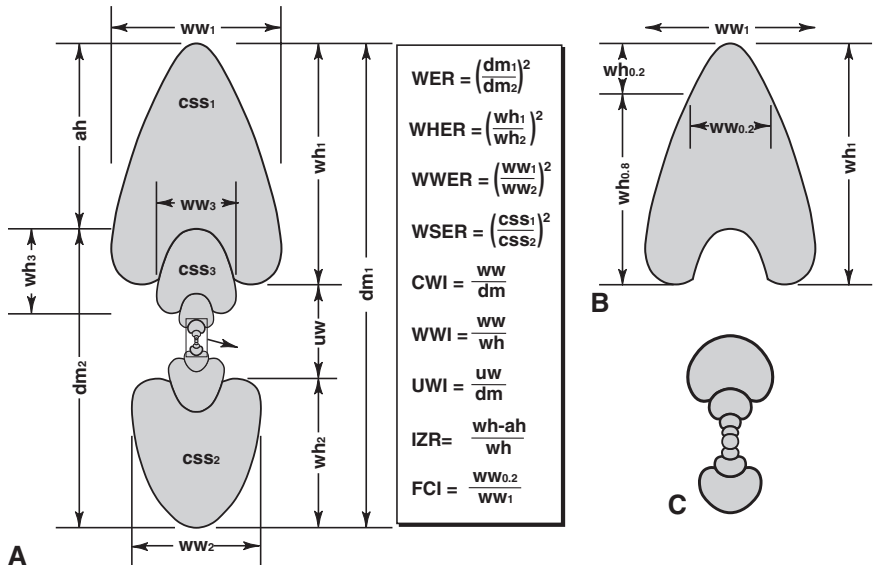 ww1
ah
css1
wh1
ww3
wh3
css3
dm1
uw
dm2
css2
wh2
ww2
A
WER = (dm1/dm2)2
WHER = (wh1/wh2)2
WWER = (ww1/ww2)2
WSER = (css1/css2)2
CWI = ww/dm
WWI = ww/wh
UWI = uw/dm
IZR= wh-ah/wh
FCI = ww0.2/ww1
ww1
wh0.2
ww0.2
wh0.8
wh1
B
C